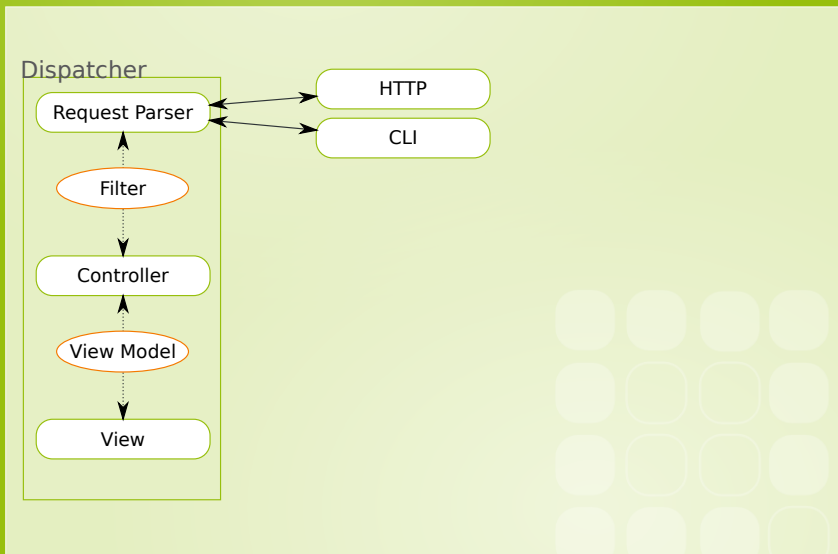 Dispatcher
Request Parser
HTTP
CLI
Filter
Controller
View Model
View